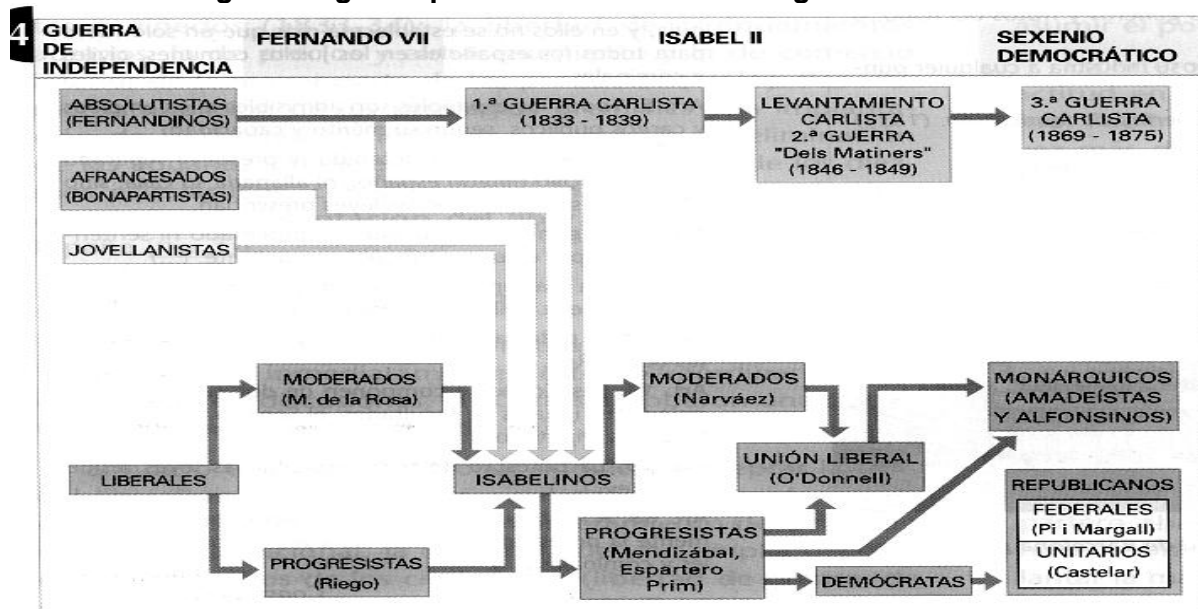 4
GUERRA
DE
INDEPENDENCIA
FERNANDO VII
ISABEL II
SEXENIO
DEMOCRÁTICO
ABSOLUTISTAS
(FERNANDINOS)
1.ª GUERRA CARLISTA
(1833 - 1839)
LEVANTAMIENTO
CARLISTA
2.ª GUERRA
"Dels Matiners"
(1846 - 1849)
3.ª GUERRA
CARLISTA
(1869 - 1875)
AFRANCESADOS
(BONAPARTISTAS)
JOVELLANISTAS
MODERADOS
(M. de la Rosa)
MODERADOS
(Narváez)
MONÁRQUICOS
(AMADEÍSTAS
Y ALFONSINOS)
LIBERALES
ISABELINOS
UNIÓN LIBERAL
(O'Donnell)
PROGRESISTAS
(Riego)
PROGRESISTAS
(Mendizábal,
Espartero
Prim)
DEMÓCRATAS
REPUBLICANOS
FEDERALES
(Pi i Margall)
UNITARIOS
(Castelar)